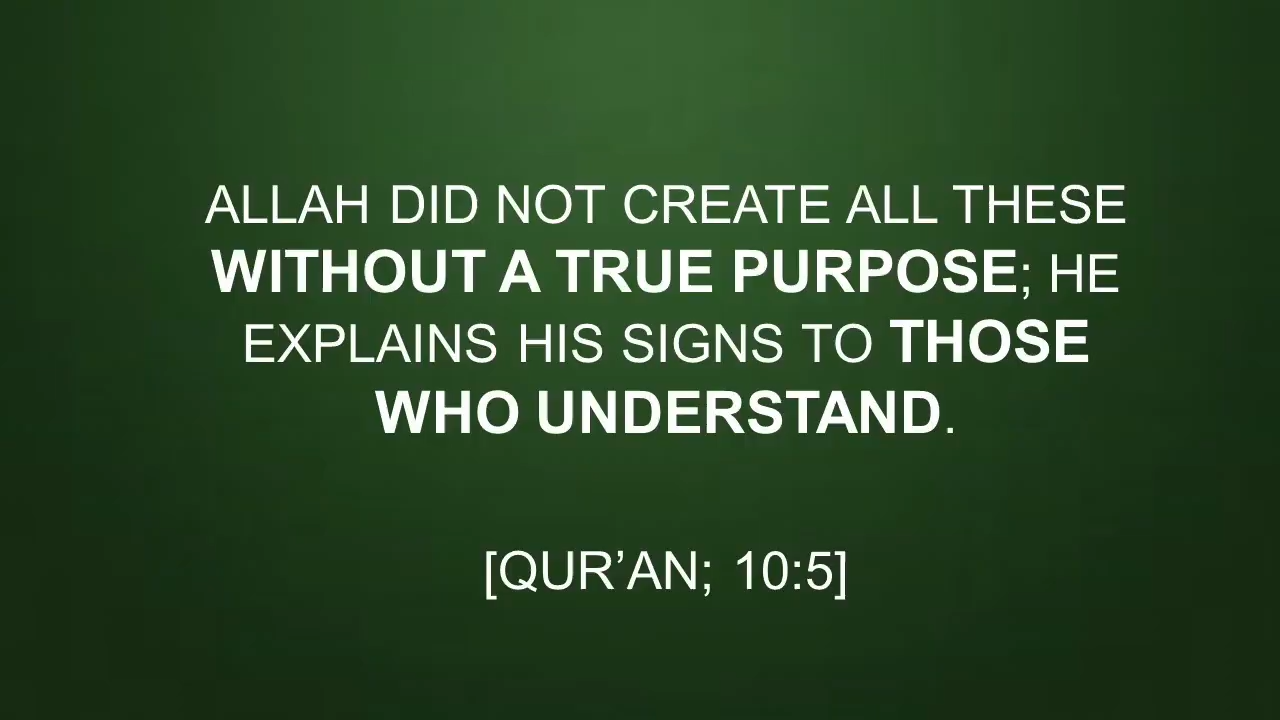 ALLAH DID NOT CREATE ALL THESE
WITHOUT A TRUE PURPOSE; HE
EXPLAINS HIS SIGNS TO THOSE
WHO UNDERSTAND.
[QUR’AN; 10:5]